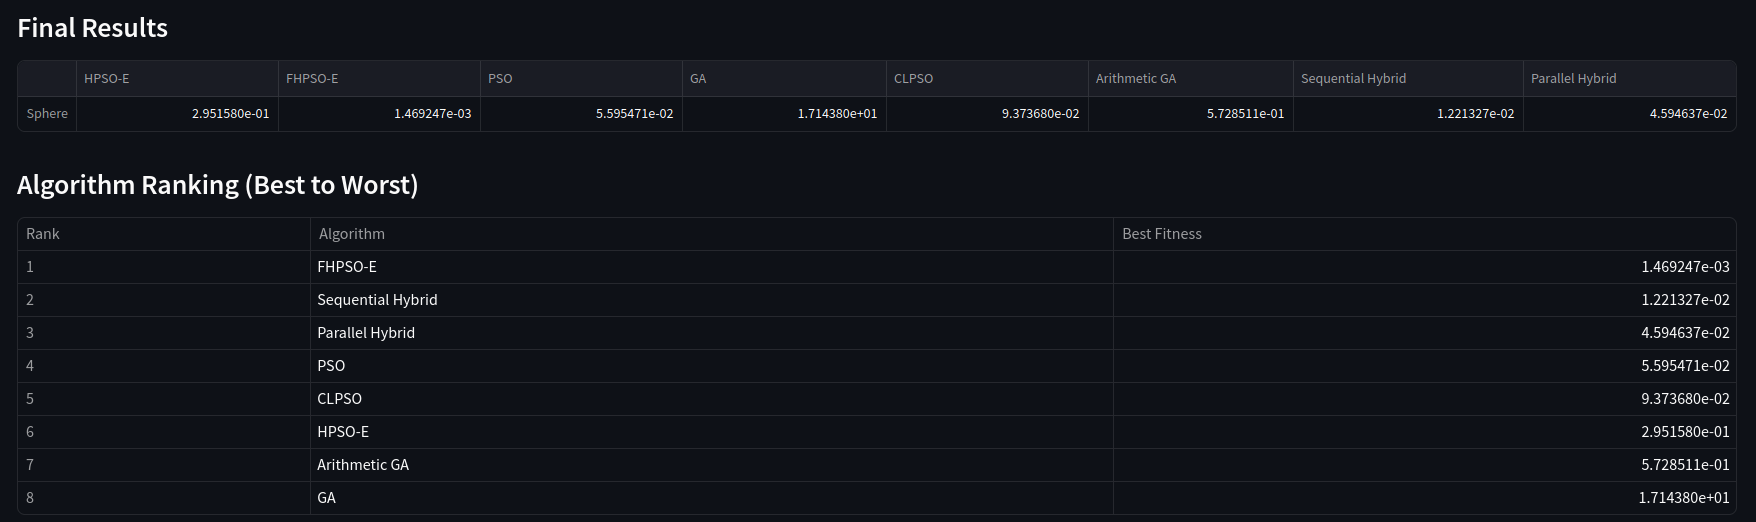 Final Results
HPSO-E FHPSO-E PSO GA CLPSO Arithmetic GA Sequential Hybrid Parallel Hybrid
Sphere 2.951580e-01 1.469247e-03 5.595471e-02 1.714380e+01 9.373680e-02 5.728511e-01 1.221327e-02 4.594637e-02
Algorithm Ranking (Best to Worst)
Rank Algorithm Best Fitness
1 FHPSO-E 1.469247e-03
2 Sequential Hybrid 1.221327e-02
3 Parallel Hybrid 4.594637e-02
4 PSO 5.595471e-02
5 CLPSO 9.373680e-02
6 HPSO-E 2.951580e-01
7 Arithmetic GA 5.728511e-01
8 GA 1.714380e+01